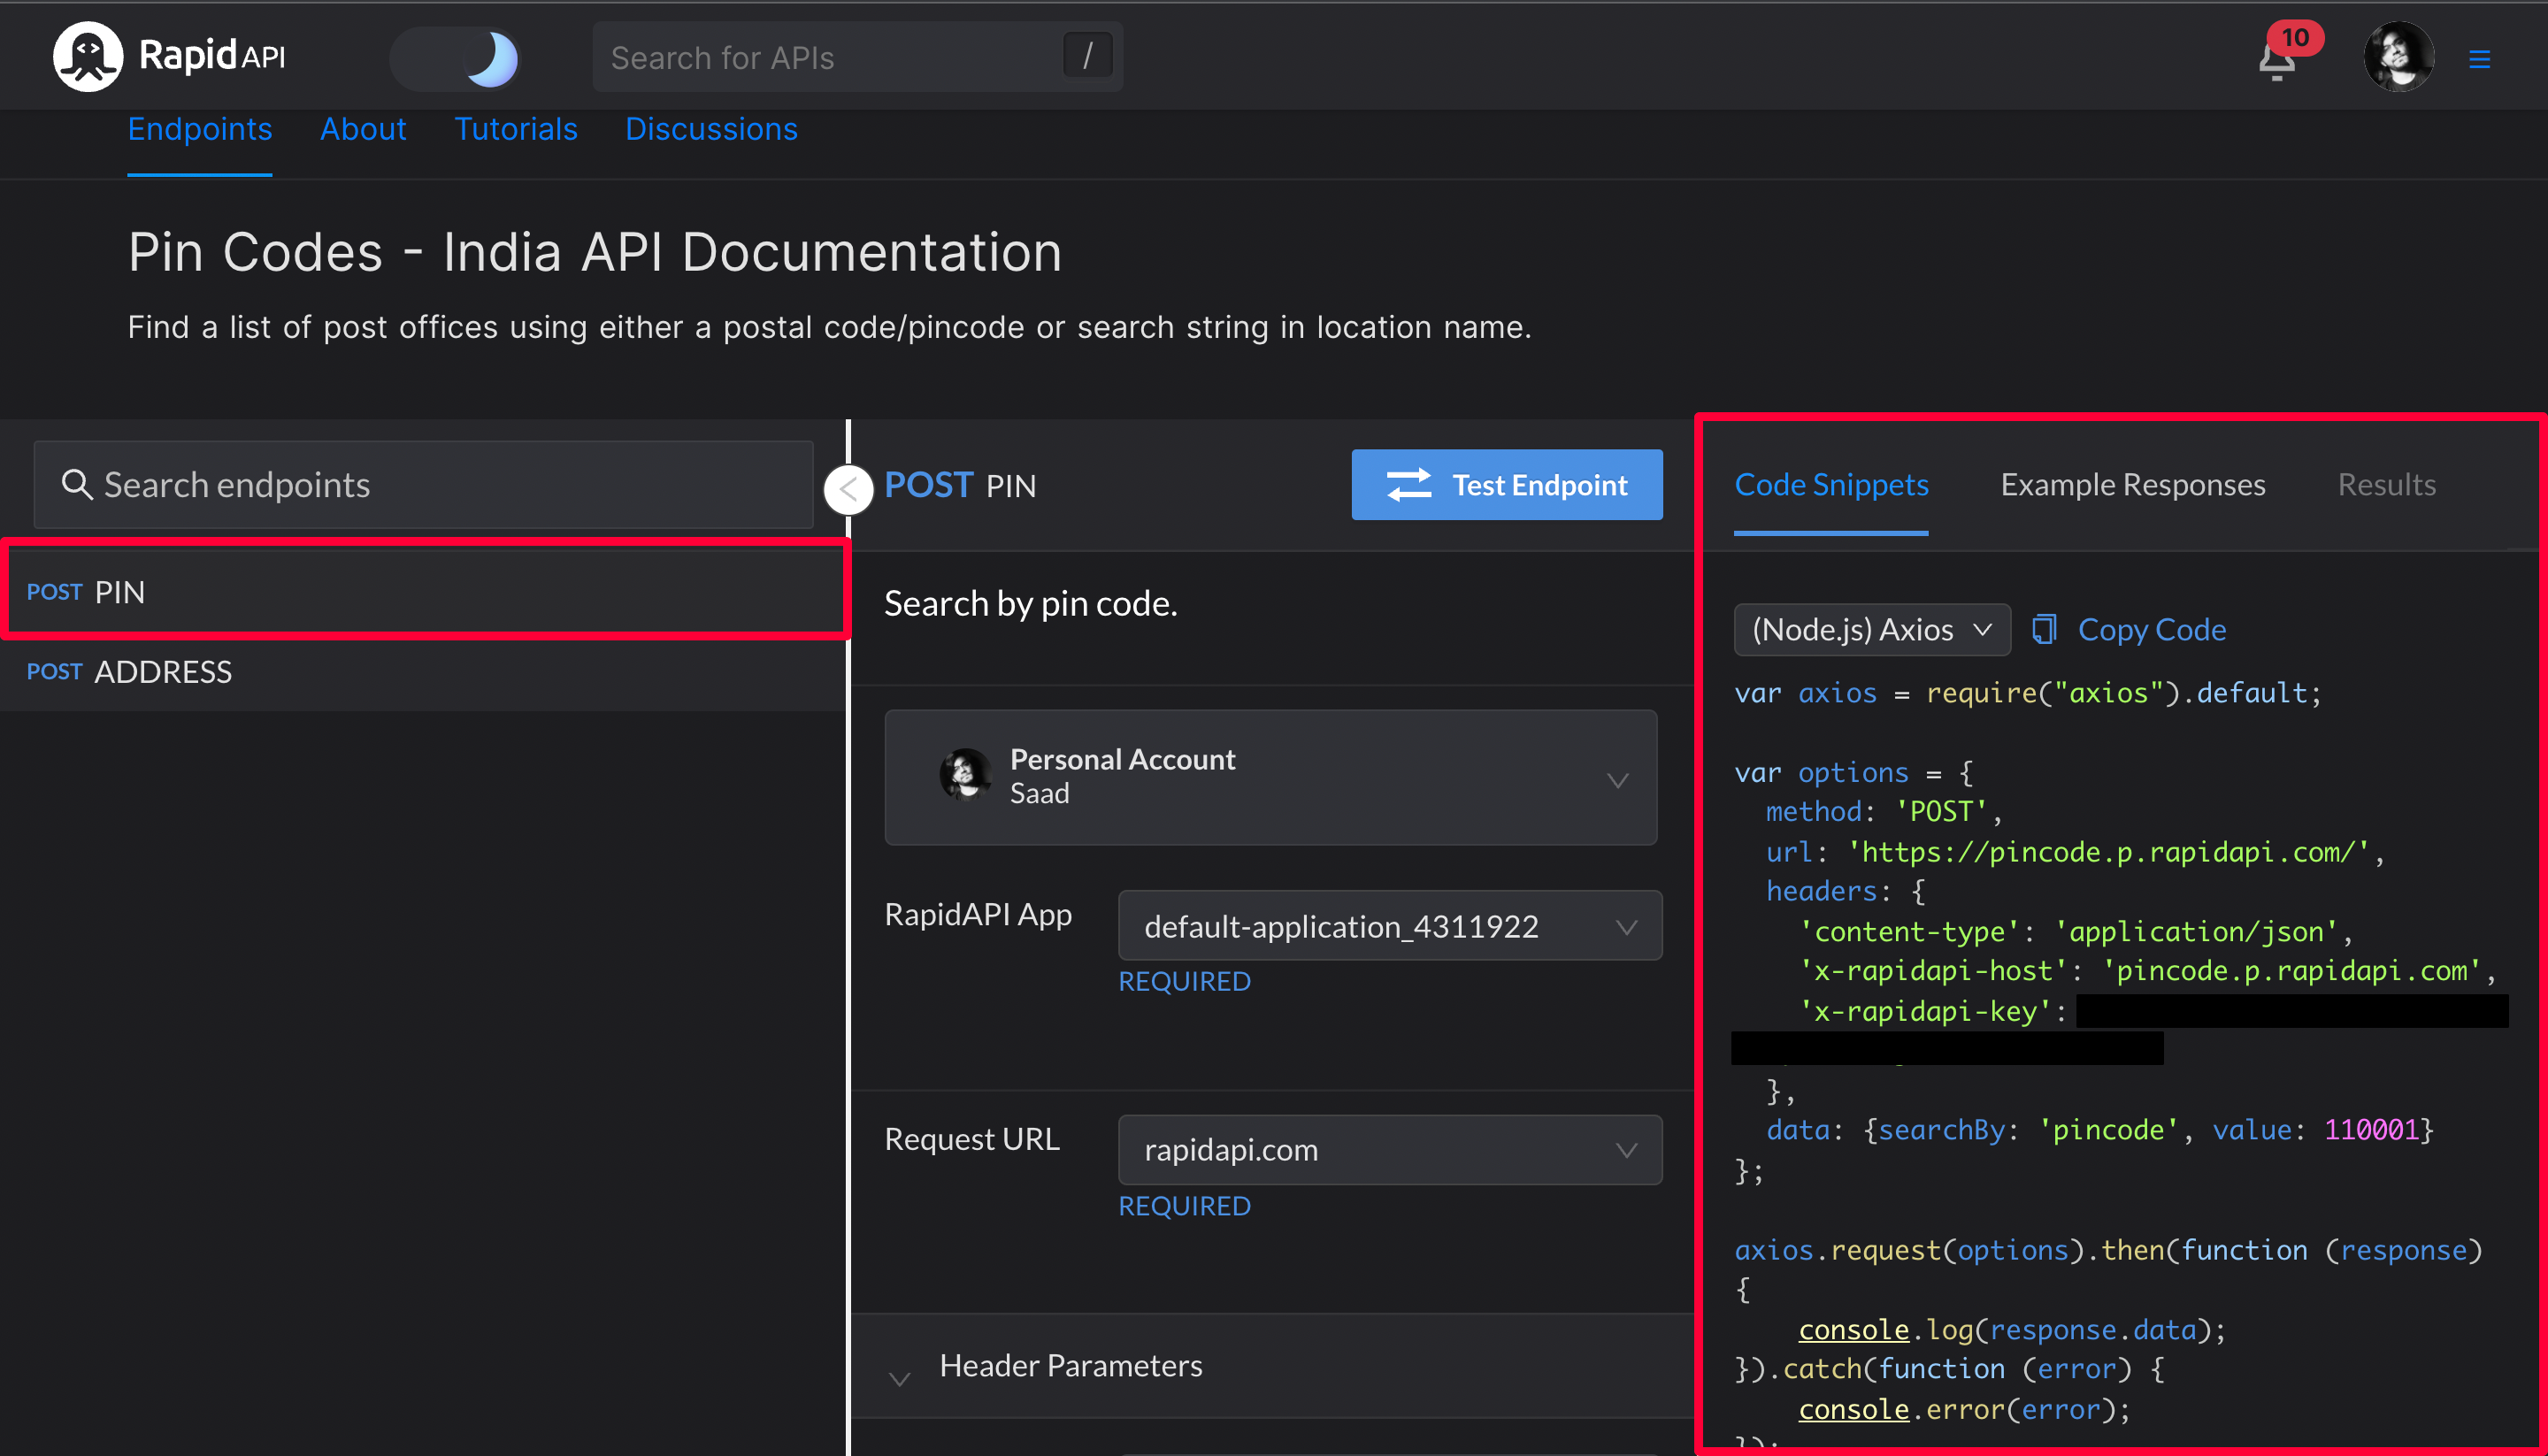 RapidAPI
Search for APIs
/
10
Endpoints About Tutorials Discussions
Pin Codes - India API Documentation
Find a list of post offices using either a postal code/pincode or search string in location name.
Search endpoints
POST PIN
POST ADDRESS
POST PIN
Test Endpoint
Search by pin code.
Personal Account
Saad
RapidAPI App
default-application_4311922
REQUIRED
Request URL
rapidapi.com
REQUIRED
Header Parameters
Code Snippets Example Responses Results
(Node.js) Axios Copy Code
var axios = require("axios").default;
var options = {
method: 'POST',
url: 'https://pincode.p.rapidapi.com/',
headers: {
'content-type': 'application/json',
'x-rapidapi-host': 'pincode.p.rapidapi.com',
'x-rapidapi-key':
},
data: {searchBy: 'pincode', value: 110001}
};
axios.request(options).then(function (response)
{
console.log(response.data);
}).catch(function (error) {
console.error(error);
});